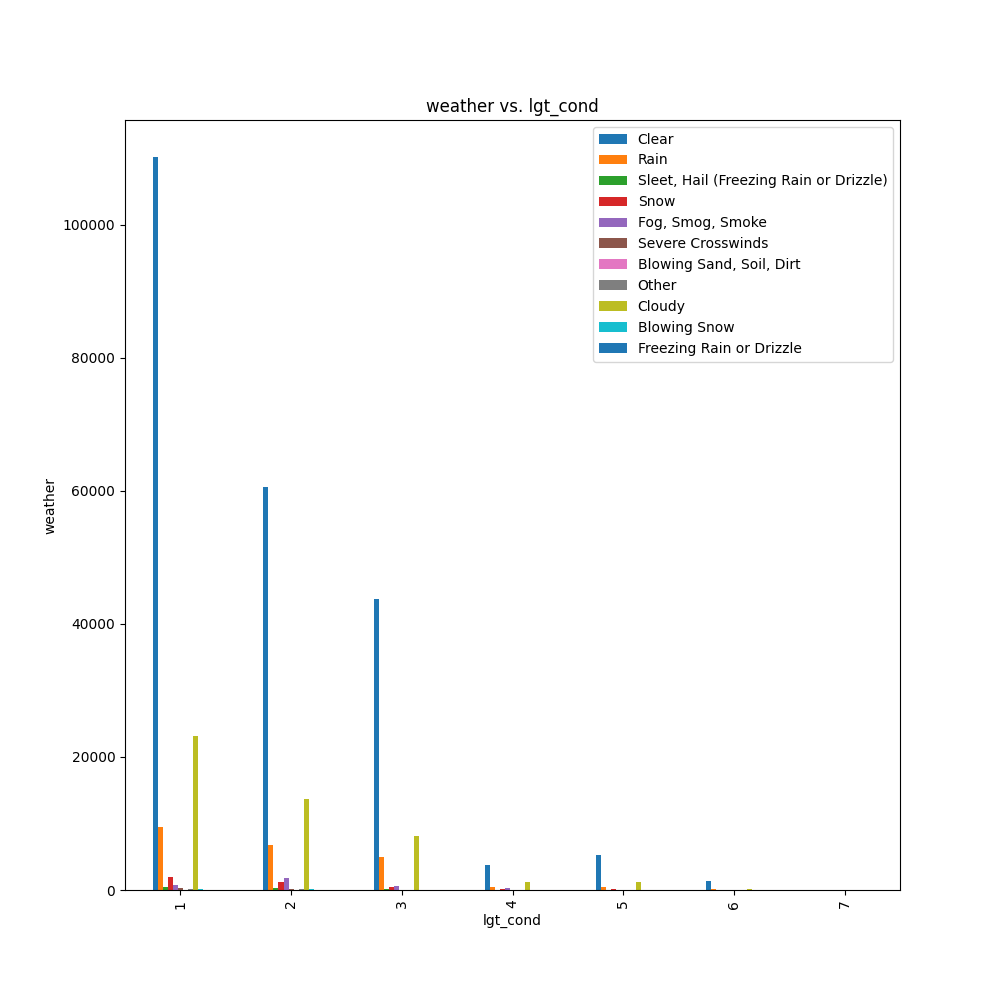 weather vs. lgt_cond
Clear
Rain
Sleet, Hail (Freezing Rain or Drizzle)
Snow
Fog, Smog, Smoke
Severe Crosswinds
Blowing Sand, Soil, Dirt
Other
Cloudy
Blowing Snow
Freezing Rain or Drizzle
100000
80000
60000
40000
20000
0
weather
1
2
3
4
5
6
7
lgt_cond